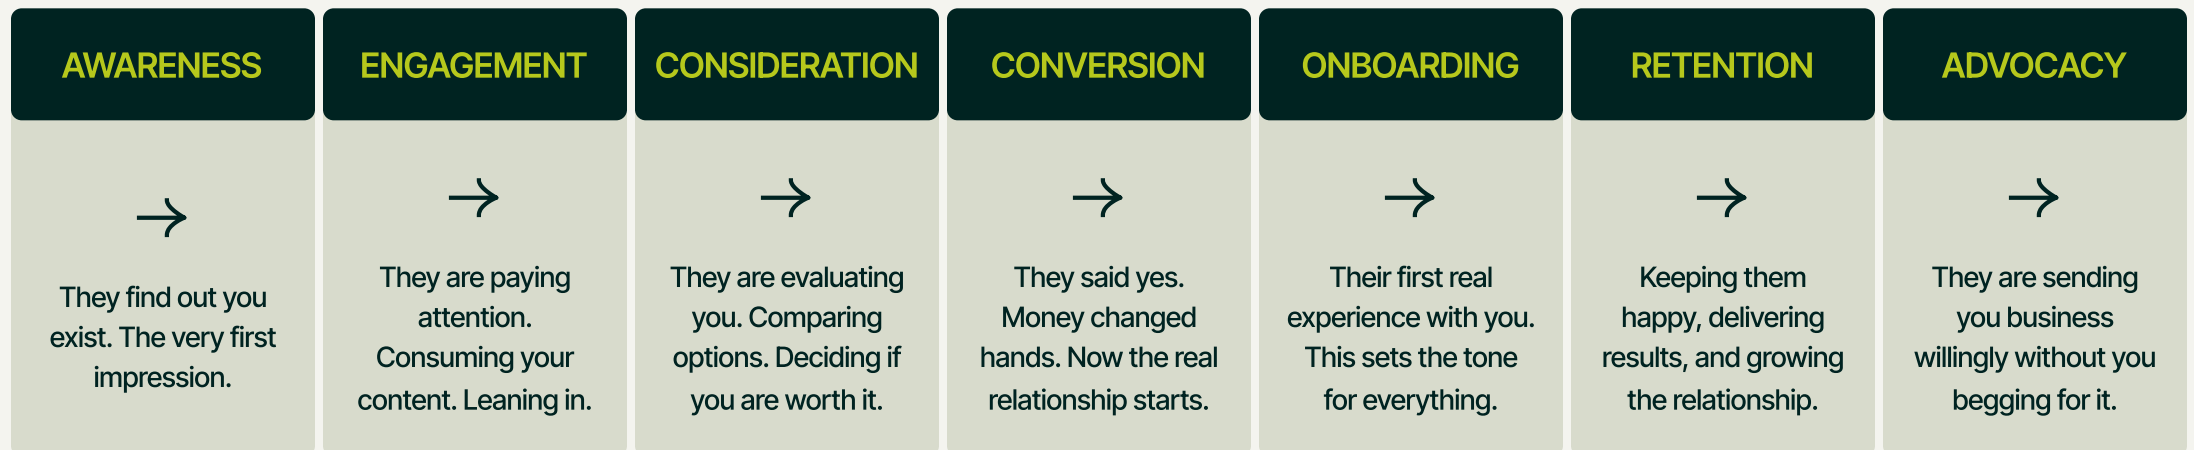 AWARENESS
They find out you
exist. The very first
impression.
ENGAGEMENT
They are paying
attention.
Consuming your
content. Leaning in.
CONSIDERATION
They are evaluating
you. Comparing
options. Deciding if
you are worth it.
CONVERSION
They said yes.
Money changed
hands. Now the real
relationship starts.
ONBOARDING
Their first real
experience with you.
This sets the tone
for everything.
RETENTION
Keeping them
happy, delivering
results, and growing
the relationship.
ADVOCACY
They are sending
you business
willingly without you
begging for it.